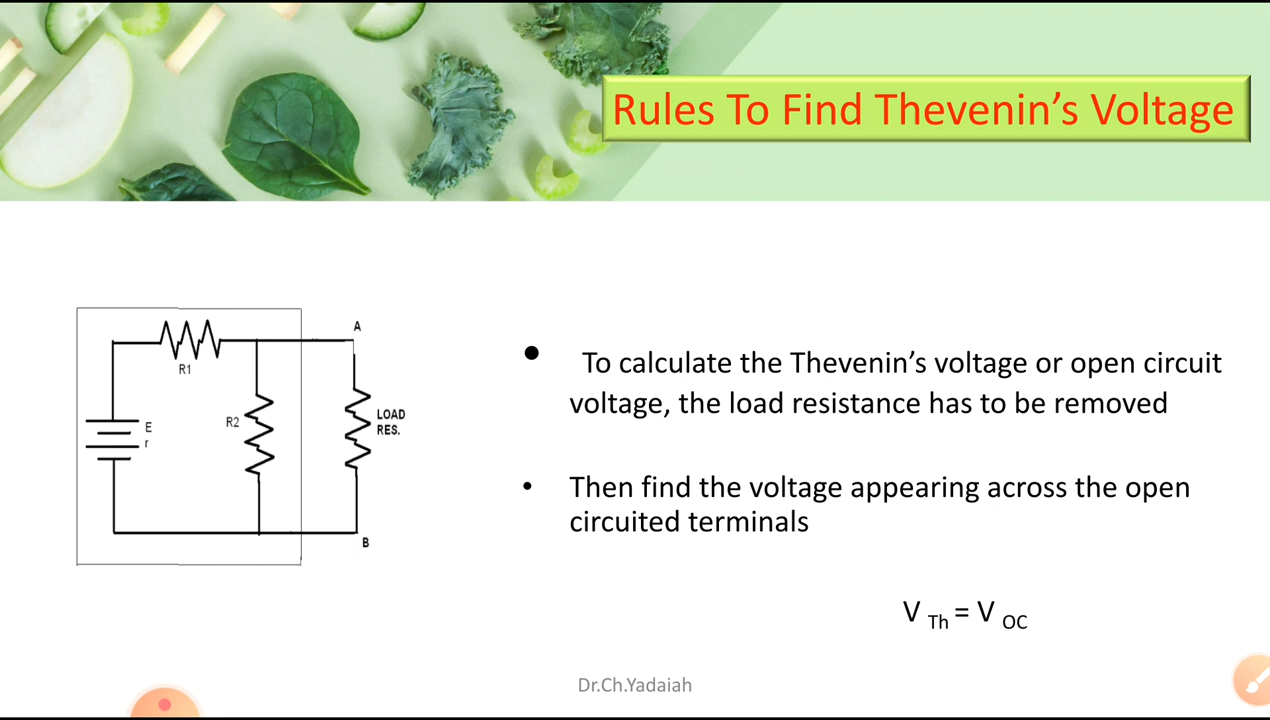 Rules To Find Thevenin’s Voltage
A
R1
E
r
R2
LOAD
RES.
B
• To calculate the Thevenin’s voltage or open circuit
voltage, the load resistance has to be removed
• Then find the voltage appearing across the open
circuited terminals
V Th = V OC
Dr.Ch.Yadaiah